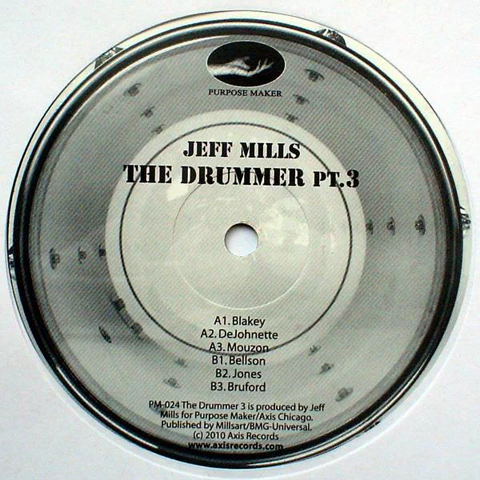 PURPOSE MAKER
JEFF MILLS
THE DRUMMER PT.3
A1. Blakey
A2. DeJohnette
A3. Mouzon
B1. Bellson
B2. Jones
B3. Bruford
PM-024 The Drummer 3 is produced by Jeff
Mills for Purpose Maker/Axis Chicago.
Published by Millsart/BMG-Universal.
(c) 2010 Axis Records
www.axisrecords.com